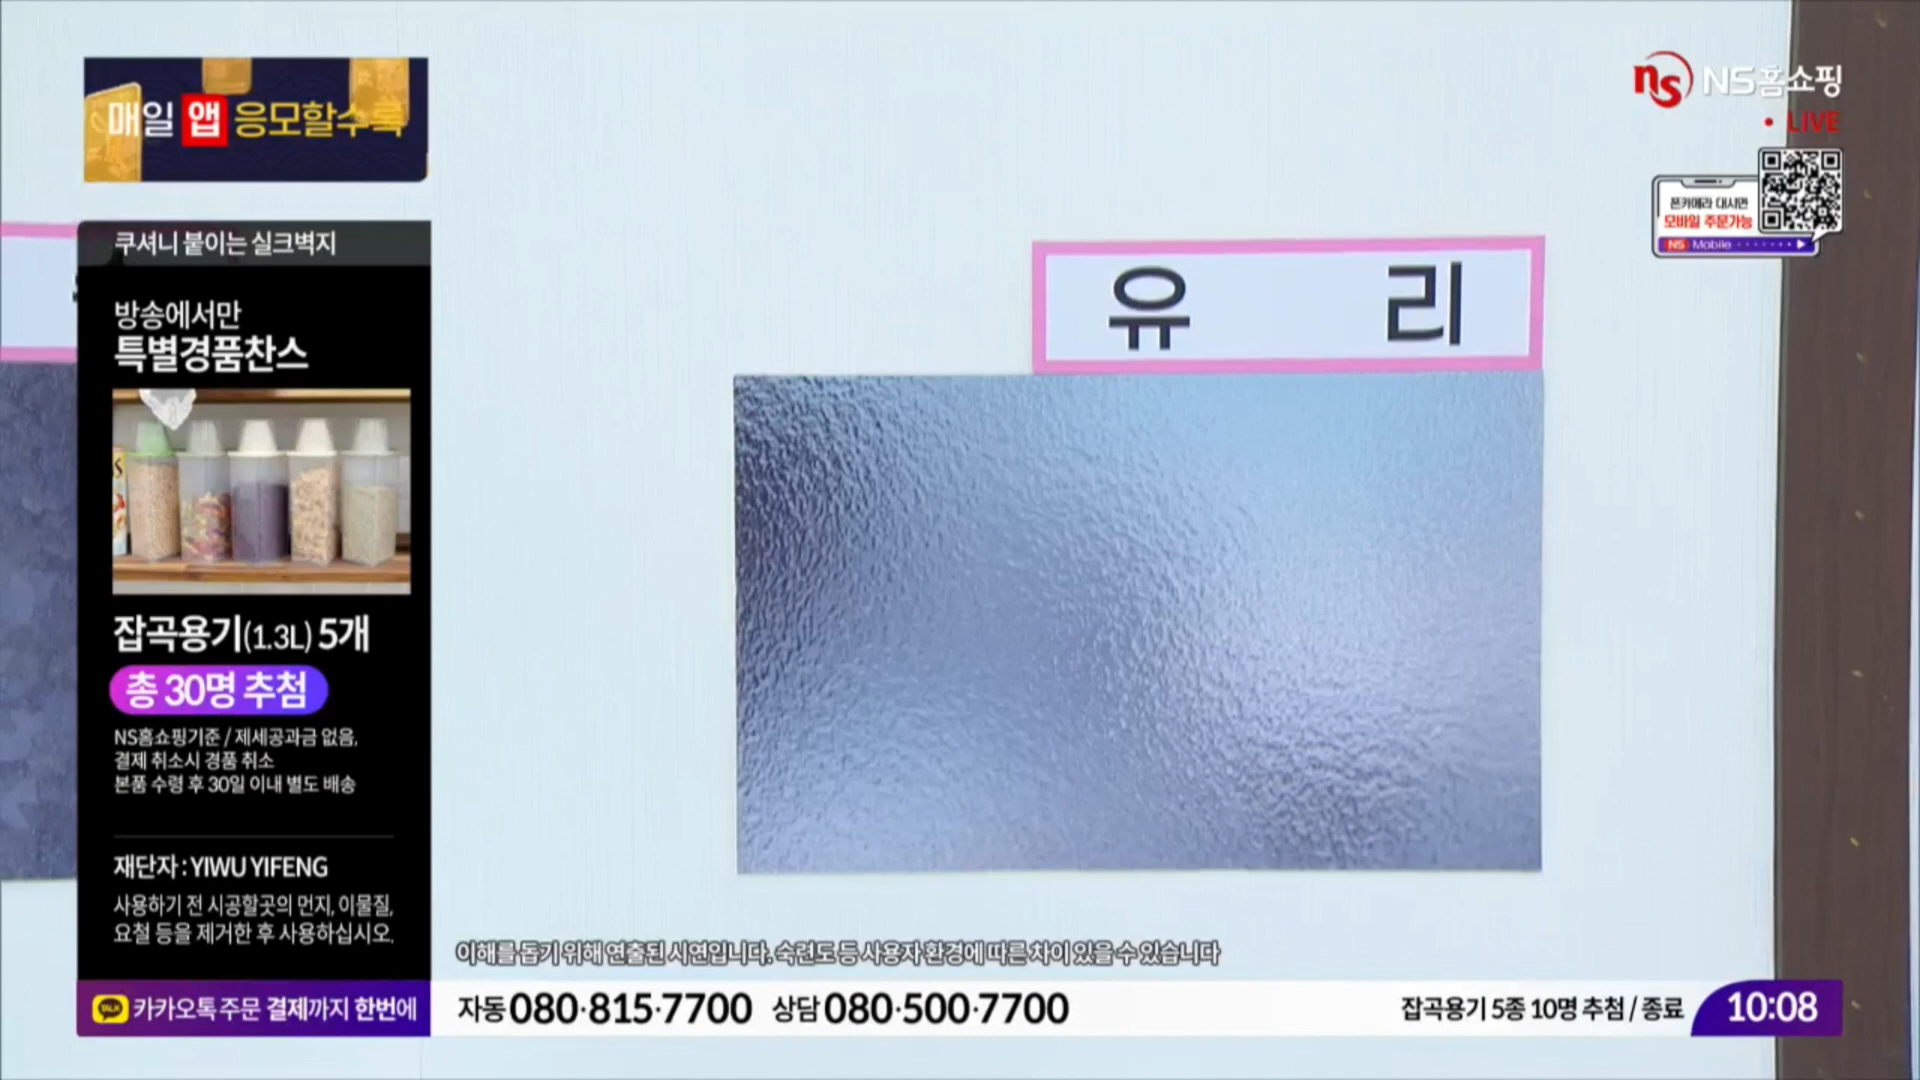 매일 앱 응모할수록
쿠셔니 붙이는 실크벽지
방송에서만
특별경품찬스
잡곡용기(1.3L) 5개
총 30명 추첨
NS홈쇼핑기준 / 제세공과금 없음,
결제 취소시 경품 취소
본품 수령 후 30일 이내 별도 배송
재단자 : YIWU YIFENG
사용하기 전 시공할곳의 먼지, 이물질,
요철 등을 제거한 후 사용하십시오.
TALK 카카오톡 주문 결제까지 한번에
유 리
ns NS홈쇼핑
• LIVE
폰카메라 대시면
모바일 주문가능
NS Mobile
이해를 돕기 위해 연출된 시연입니다. 숙련도 등 사용자 환경에 따른 차이 있을 수 있습니다
자동 080·815·7700 상담 080·500·7700
잡곡용기 5종 10명 추첨 / 종료
10:08